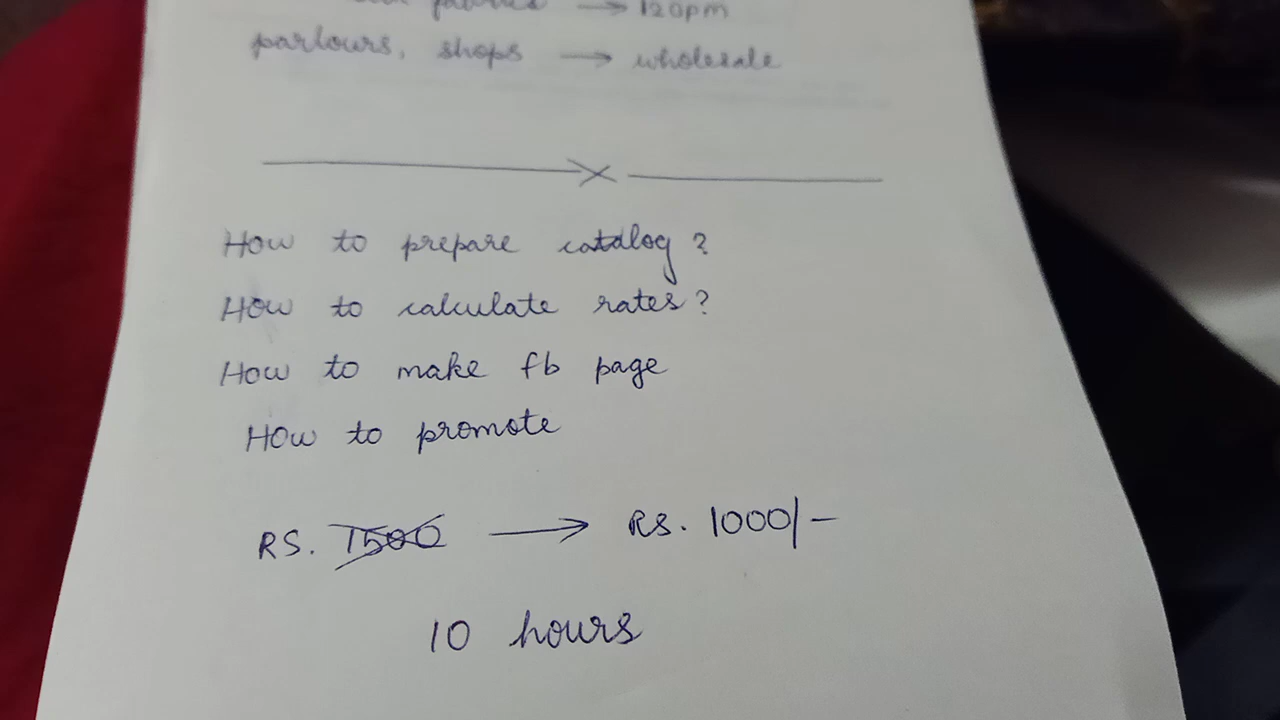 → 120pm
parlours, shops → wholesale
How to prepare catalog?
How to calculate rates?
How to make fb page
How to promote
RS. 1500 → RS. 1000/-
10 hours